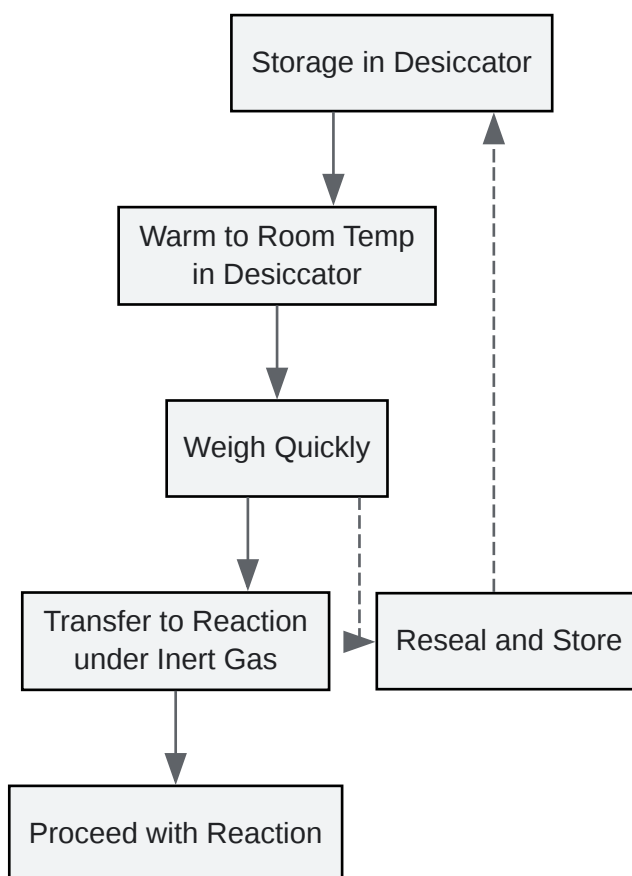 Storage in Desiccator
Warm to Room Temp
in Desiccator
Weigh Quickly
Transfer to Reaction
under Inert Gas
Reseal and Store
Proceed with Reaction